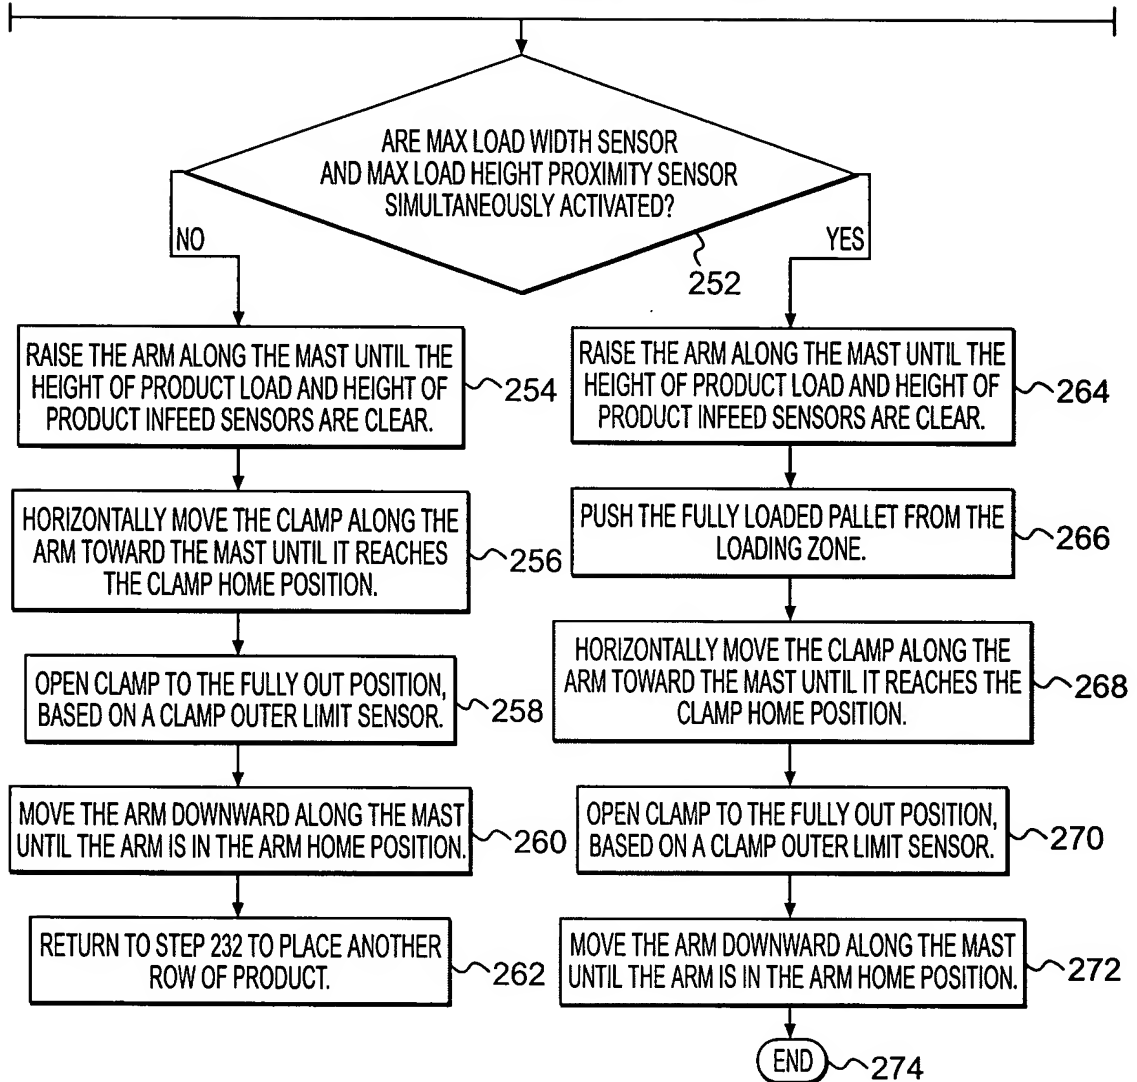 ARE MAX LOAD WIDTH SENSOR
AND MAX LOAD HEIGHT PROXIMITY SENSOR
SIMULTANEOUSLY ACTIVATED?
NO
YES
252
RAISE THE ARM ALONG THE MAST UNTIL THE
HEIGHT OF PRODUCT LOAD AND HEIGHT OF
PRODUCT INFEED SENSORS ARE CLEAR.
254
HORIZONTALLY MOVE THE CLAMP ALONG THE
ARM TOWARD THE MAST UNTIL IT REACHES
THE CLAMP HOME POSITION.
256
OPEN CLAMP TO THE FULLY OUT POSITION,
BASED ON A CLAMP OUTER LIMIT SENSOR.
258
MOVE THE ARM DOWNWARD ALONG THE MAST
UNTIL THE ARM IS IN THE ARM HOME POSITION.
260
RETURN TO STEP 232 TO PLACE ANOTHER
ROW OF PRODUCT.
262
RAISE THE ARM ALONG THE MAST UNTIL THE
HEIGHT OF PRODUCT LOAD AND HEIGHT OF
PRODUCT INFEED SENSORS ARE CLEAR.
264
PUSH THE FULLY LOADED PALLET FROM THE
LOADING ZONE.
266
HORIZONTALLY MOVE THE CLAMP ALONG THE
ARM TOWARD THE MAST UNTIL IT REACHES THE
CLAMP HOME POSITION.
268
OPEN CLAMP TO THE FULLY OUT POSITION,
BASED ON A CLAMP OUTER LIMIT SENSOR.
270
MOVE THE ARM DOWNWARD ALONG THE MAST
UNTIL THE ARM IS IN THE ARM HOME POSITION.
272
END
274